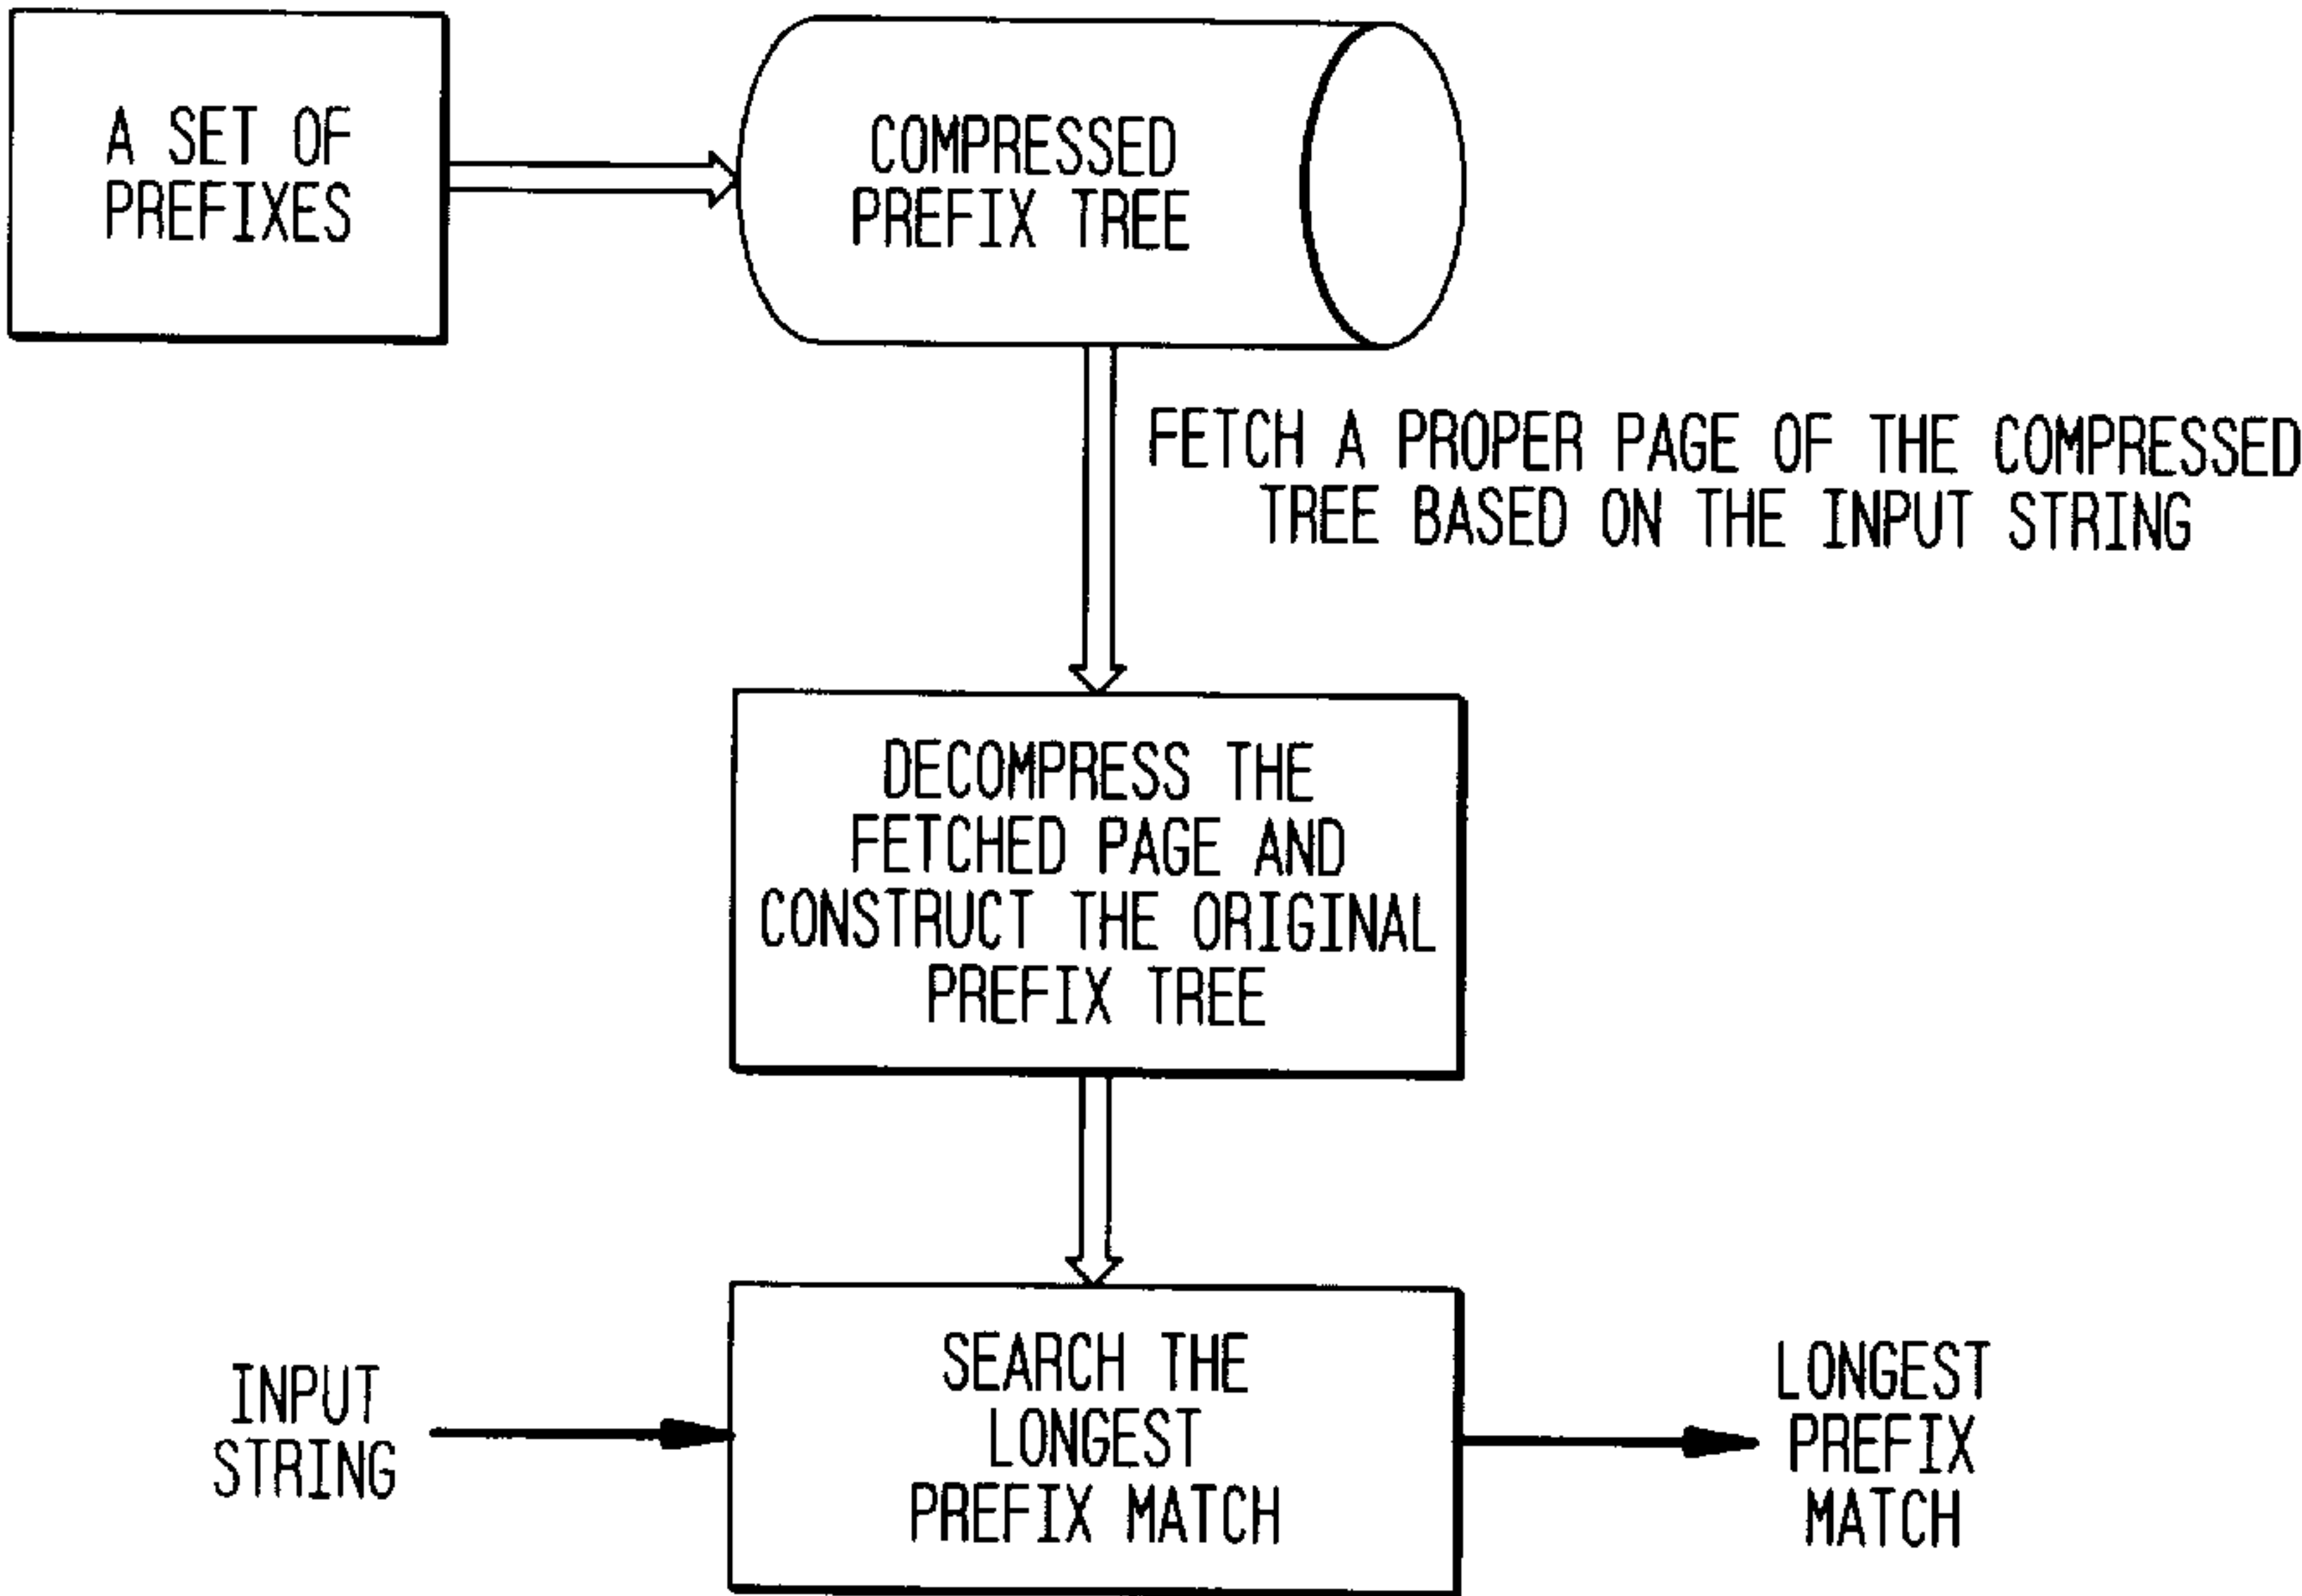 A SET OF
PREFIXES
COMPRESSED
PREFIX TREE
FETCH A PROPER PAGE OF THE COMPRESSED
TREE BASED ON THE INPUT STRING
DECOMPRESS THE
FETCHED PAGE AND
CONSTRUCT THE ORIGINAL
PREFIX TREE
INPUT
STRING
SEARCH THE
LONGEST
PREFIX MATCH
LONGEST
PREFIX
MATCH